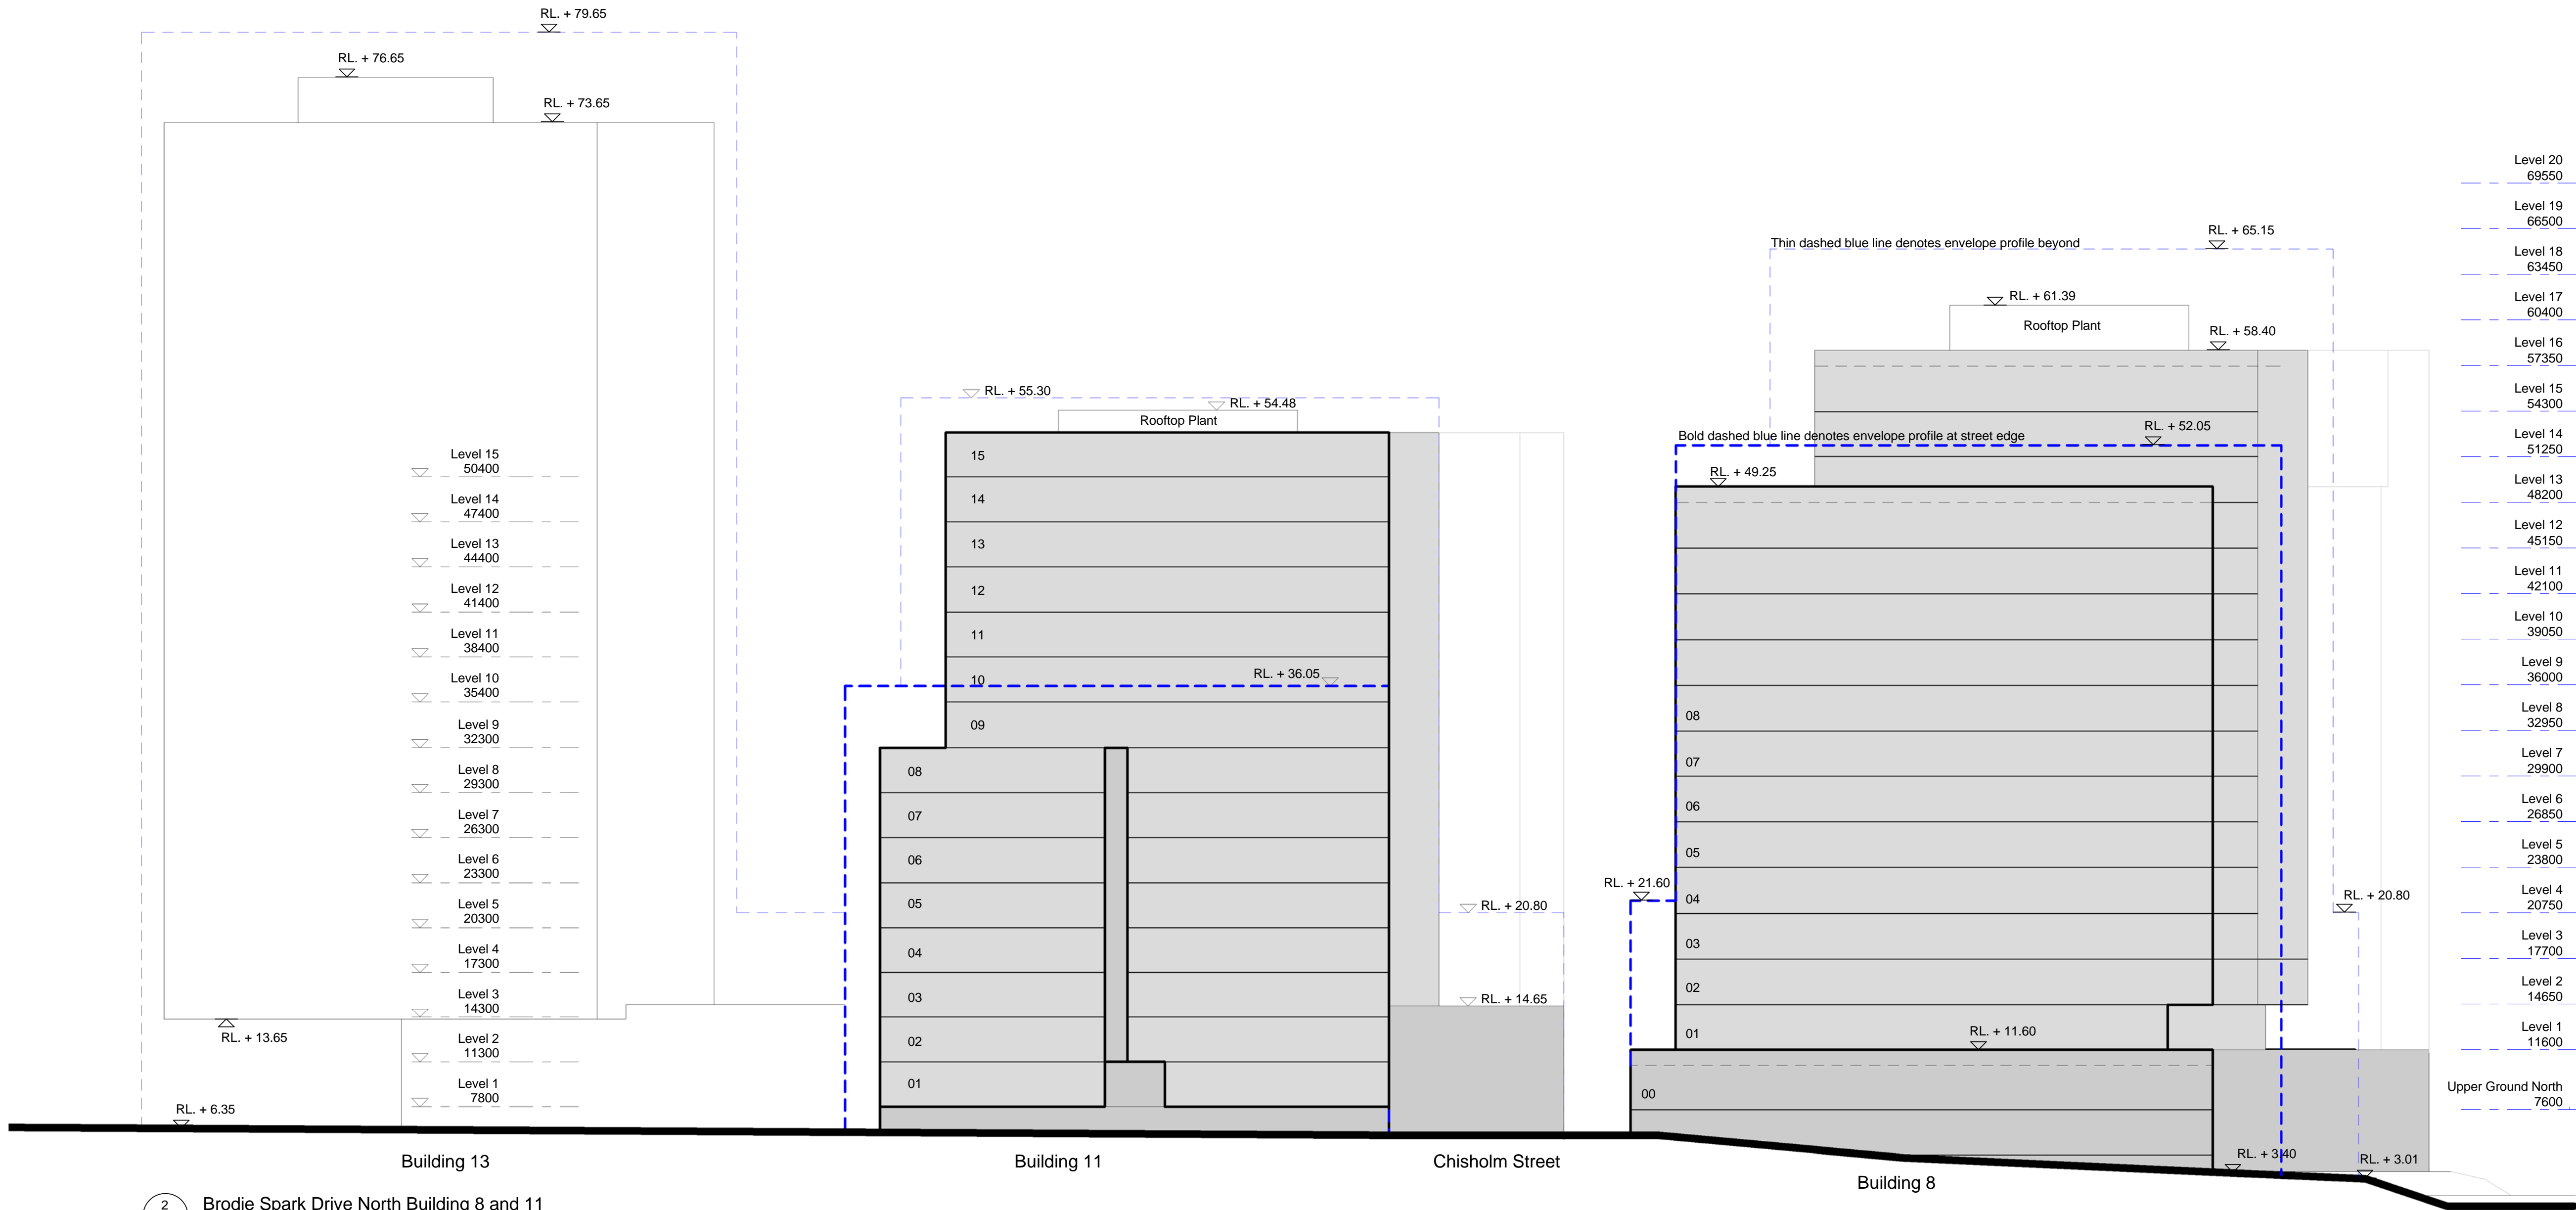 RL. + 79.65
RL. + 76.65
RL. + 73.65
Level 15
50400
Level 14
47400
Level 13
44400
Level 12
41400
Level 11
38400
Level 10
35400
Level 9
32300
Level 8
29300
Level 7
26300
Level 6
23300
Level 5
20300
Level 4
17300
Level 3
14300
Level 2
11300
Level 1
7800
RL. + 13.65
RL. + 6.35
Building 13
RL. + 55.30
RL. + 54.48
Rooftop Plant
15
14
13
12
11
10
RL. + 36.05
09
08
07
06
05
04
03
02
01
RL. + 20.80
RL. + 14.65
Building 11
Chisholm Street
Thin dashed blue line denotes envelope profile beyond
RL. + 65.15
RL. + 61.39
Rooftop Plant
RL. + 58.40
Bold dashed blue line denotes envelope profile at street edge
RL. + 52.05
RL. + 49.25
08
07
06
05
RL. + 21.60
04
RL. + 20.80
03
02
01
RL. + 11.60
00
RL. + 3.40
RL. + 3.01
Building 8
Level 20
69550
Level 19
66500
Level 18
63450
Level 17
60400
Level 16
57350
Level 15
54300
Level 14
51250
Level 13
48200
Level 12
45150
Level 11
42100
Level 10
39050
Level 9
36000
Level 8
32950
Level 7
29900
Level 6
26850
Level 5
23800
Level 4
20750
Level 3
17700
Level 2
14650
Level 1
11600
Upper Ground North
7600
2
Brodie Spark Drive North Building 8 and 11